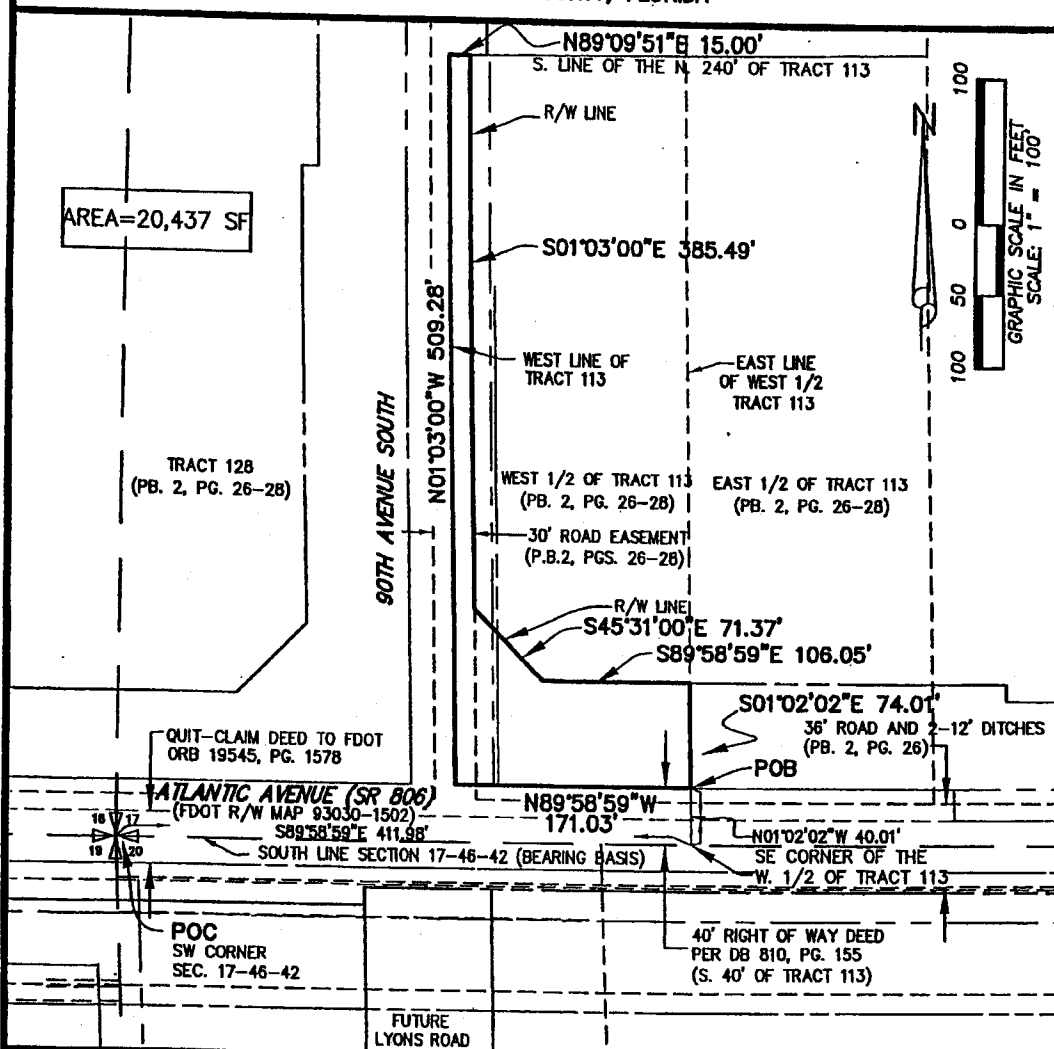 N89°09'51"E 15.00'
S. LINE OF THE N. 240' OF TRACT 113
R/W LINE
AREA=20,437 SF
N
100
0
50
100
GRAPHIC SCALE IN FEET
SCALE: 1" = 100'
S01°03'00"E 385.49'
N01°03'00"W 509.28'
WEST LINE OF
TRACT 113
EAST LINE
OF WEST 1/2
TRACT 113
90TH AVENUE SOUTH
TRACT 128
(PB. 2, PG. 26-28)
WEST 1/2 OF TRACT 113
(PB. 2, PG. 26-28)
EAST 1/2 OF TRACT 113
(PB. 2, PG. 26-28)
30' ROAD EASEMENT
(P.B.2, PGS. 26-28)
R/W LINE
S45°31'00"E 71.37'
S89°58'59"E 106.05'
S01°02'02"E 74.01'
36' ROAD AND 2-12' DITCHES
(PB. 2, PG. 26)
QUIT-CLAIM DEED TO FDOT
ORB 19545, PG. 1578
POB
ATLANTIC AVENUE (SR 806)
(FDOT R/W MAP 93030-1502)
N89°58'59"W
171.03'
S89°58'59"E 411.98'
SOUTH LINE SECTION 17-46-42 (BEARING BASIS)
18 17
19 20
N01°02'02"W 40.01'
SE CORNER OF THE
W. 1/2 OF TRACT 113
POC
SW CORNER
SEC. 17-46-42
40' RIGHT OF WAY DEED
PER DB 810, PG. 155
(S. 40' OF TRACT 113)
FUTURE
LYONS ROAD